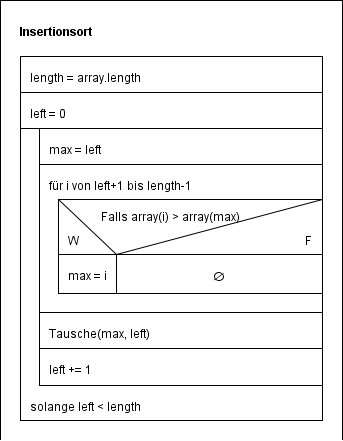 Insertionsort
length = array.length
left = 0
max = left
für i von left+1 bis length-1
Falls array(i) > array(max)
W
F
max = i
∅
Tausche(max, left)
left += 1
solange left < length